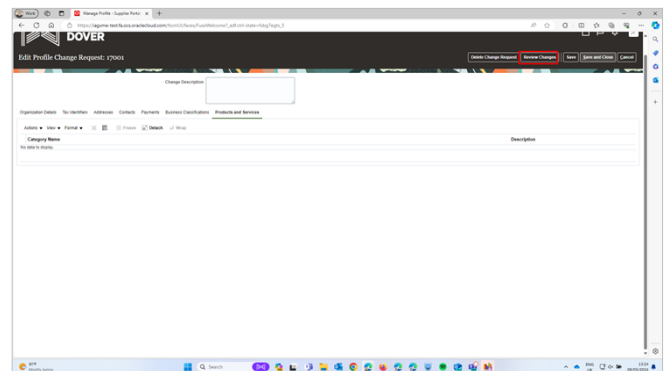 Work
Manage Profile - Supplier Portal
DOVER
Edit Profile Change Request: 17001
Delete Change Request Review Changes Save Save and Close Cancel
Change Description
Organization Details Tax Identifiers Addresses Contacts Payments Business Classifications Products and Services
Actions View Format Freeze Detach Wrap
Category Name Description
No data to display.
Search
ENG